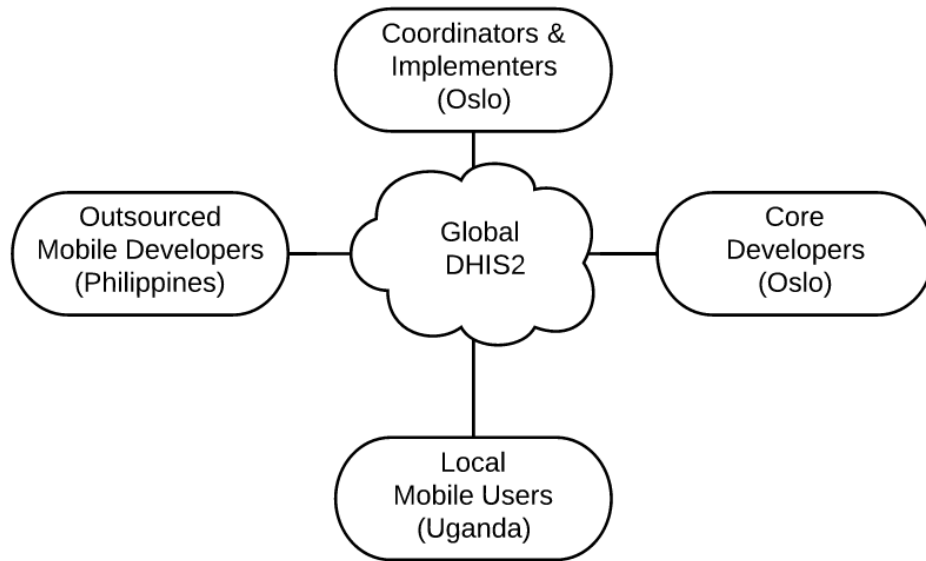 Coordinators &
Implementers
(Oslo)
Outsourced
Mobile Developers
(Philippines)
Global
DHIS2
Core
Developers
(Oslo)
Local
Mobile Users
(Uganda)